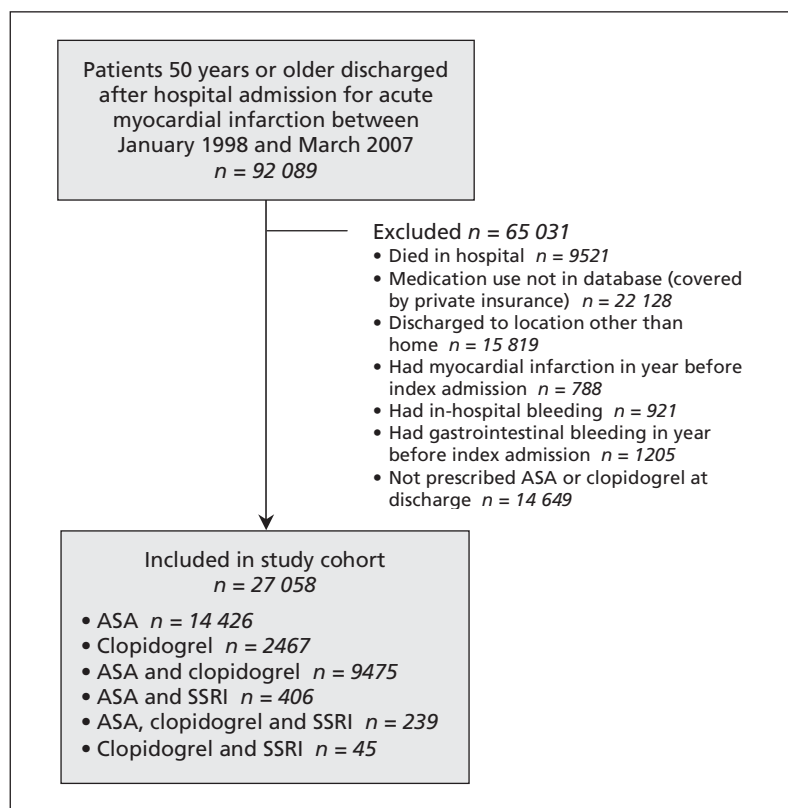 Patients 50 years or older discharged
after hospital admission for acute
myocardial infarction between
January 1998 and March 2007
n = 92 089
Excluded n = 65 031
• Died in hospital n = 9521
• Medication use not in database (covered
by private insurance) n = 22 128
• Discharged to location other than
home n = 15 819
• Had myocardial infarction in year before
index admission n = 788
• Had in-hospital bleeding n = 921
• Had gastrointestinal bleeding in year
before index admission n = 1205
• Not prescribed ASA or clopidogrel at
discharge n = 14 649
Included in study cohort
n = 27 058
• ASA n = 14 426
• Clopidogrel n = 2467
• ASA and clopidogrel n = 9475
• ASA and SSRI n = 406
• ASA, clopidogrel and SSRI n = 239
• Clopidogrel and SSRI n = 45